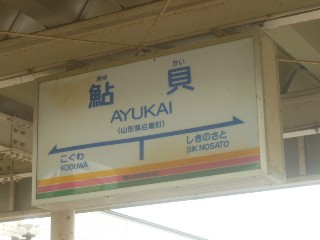 あゆ かい
鮎 貝
AYUKAI
(山形県白鷹町)
こぐわ しきのさと
KOGUWA SIKINOSATO